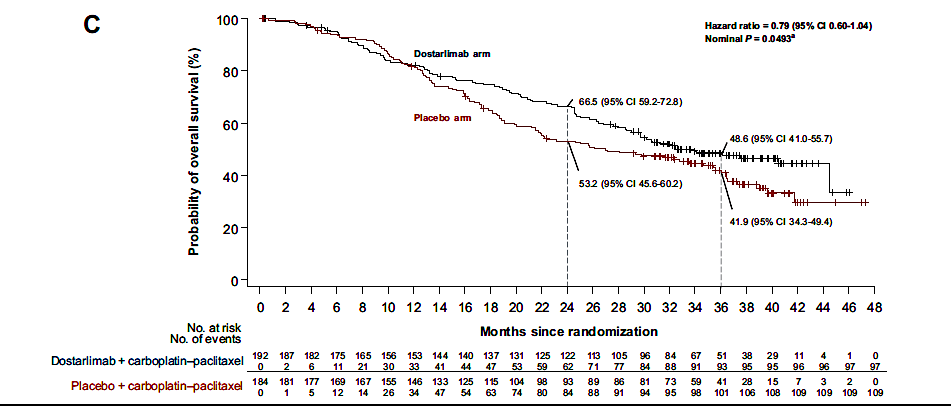 C
Hazard ratio = 0.79 (95% CI 0.60-1.04)
Nominal P = 0.0493a
Probability of overall survival (%)
100
80
60
40
20
0
Dostarlimab arm
Placebo arm
66.5 (95% CI 59.2-72.8)
53.2 (95% CI 45.6-60.2)
48.6 (95% CI 41.0-55.7)
41.9 (95% CI 34.3-49.4)
0 2 4 6 8 10 12 14 16 18 20 22 24 26 28 30 32 34 36 38 40 42 44 46 48
Months since randomization
No. at risk
No. of events
Dostarlimab + carboplatin–paclitaxel
192 187 182 175 165 156 153 144 140 137 131 125 122 113 105 96 84 67 51 38 29 11 4 1 0
0 2 6 11 21 30 33 41 44 47 53 59 62 71 77 84 88 91 93 95 95 96 96 97 97
Placebo + carboplatin–paclitaxel
184 181 177 169 167 155 146 133 125 115 104 98 93 89 86 81 73 59 41 28 15 7 3 2 0
0 1 5 12 14 26 34 47 54 63 74 80 84 88 91 94 95 98 101 106 108 109 109 109 109